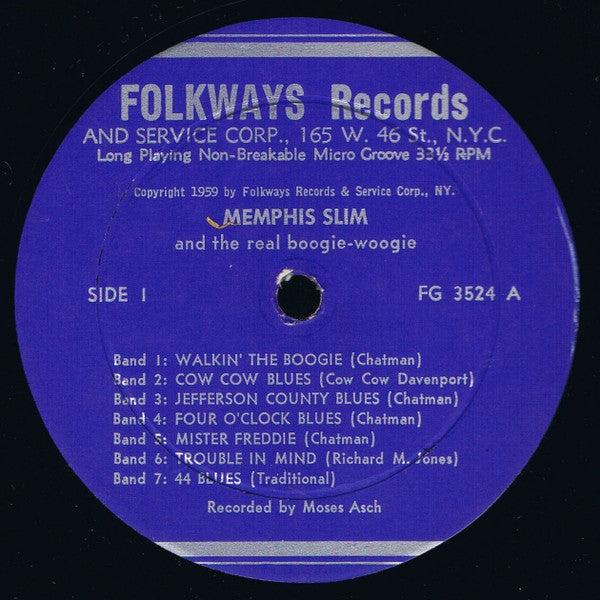 FOLKWAYS Records
AND SERVICE CORP., 165 W. 46 St., N.Y.C.
Long Playing Non-Breakable Micro Groove 33⅓ RPM
Copyright 1959 by Folkways Records & Service Corp., NY.
MEMPHIS SLIM
and the real boogie-woogie
SIDE I FG 3524 A
Band 1: WALKIN' THE BOOGIE (Chatman)
Band 2: COW COW BLUES (Cow Cow Davenport)
Band 3: JEFFERSON COUNTY BLUES (Chatman)
Band 4: FOUR O'CLOCK BLUES (Chatman)
Band 5: MISTER FREDDIE (Chatman)
Band 6: TROUBLE IN MIND (Richard M. Jones)
Band 7: 44 BLUES (Traditional)
Recorded by Moses Asch